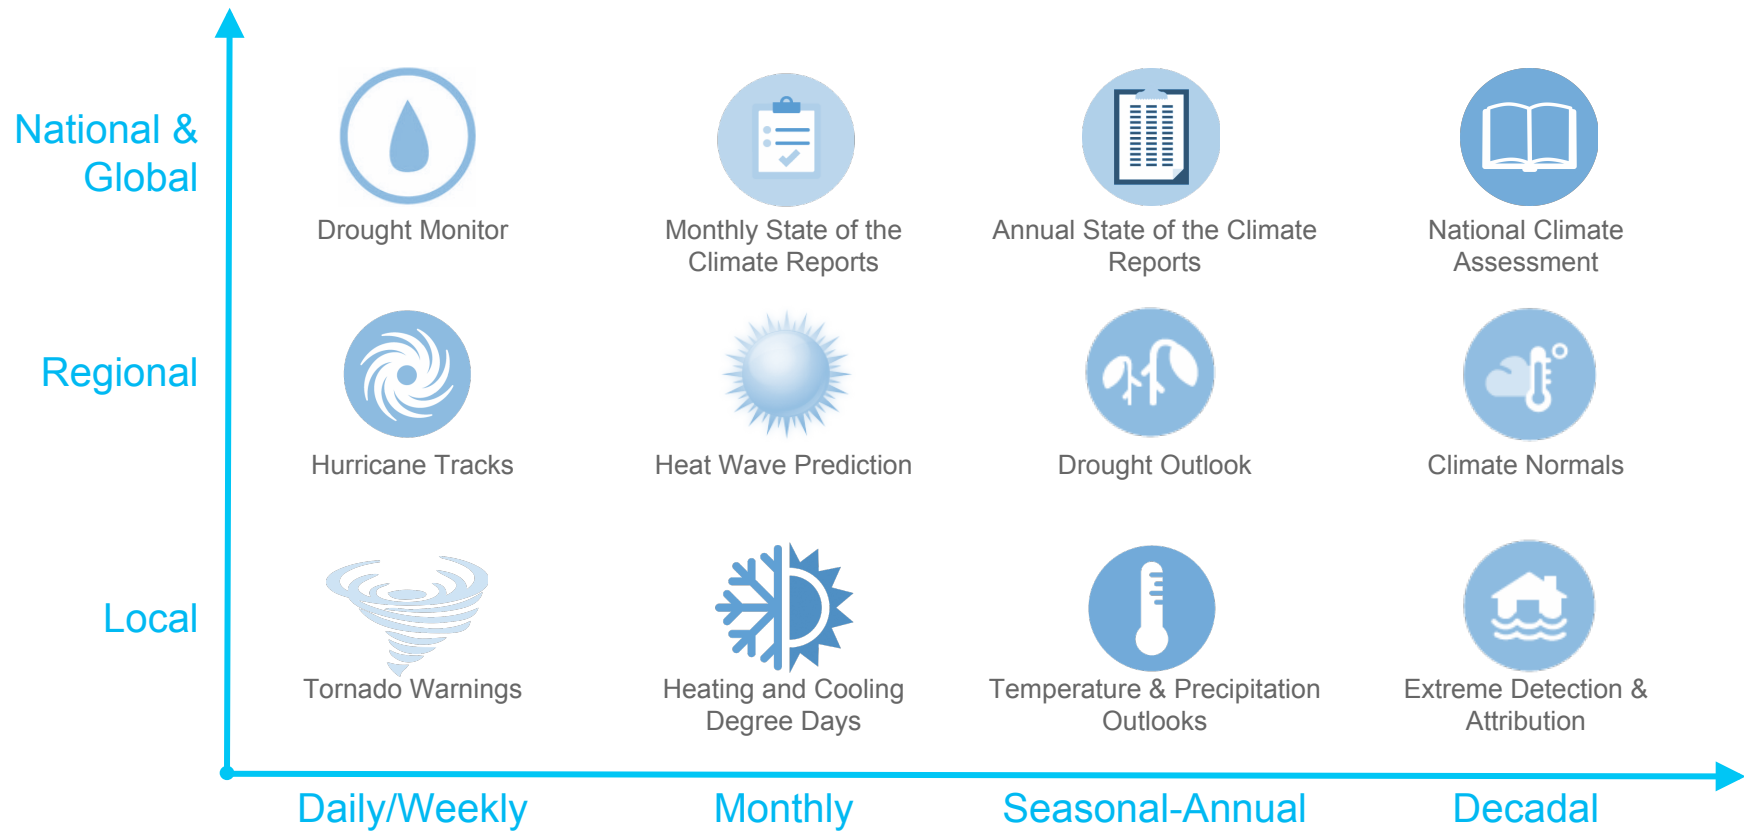 National &
Global
Drought Monitor
Monthly State of the
Climate Reports
Annual State of the Climate
Reports
National Climate
Assessment
Regional
Hurricane Tracks
Heat Wave Prediction
Drought Outlook
Climate Normals
Local
Tornado Warnings
Heating and Cooling
Degree Days
Temperature & Precipitation
Outlooks
Extreme Detection &
Attribution
Daily/Weekly
Monthly
Seasonal-Annual
Decadal